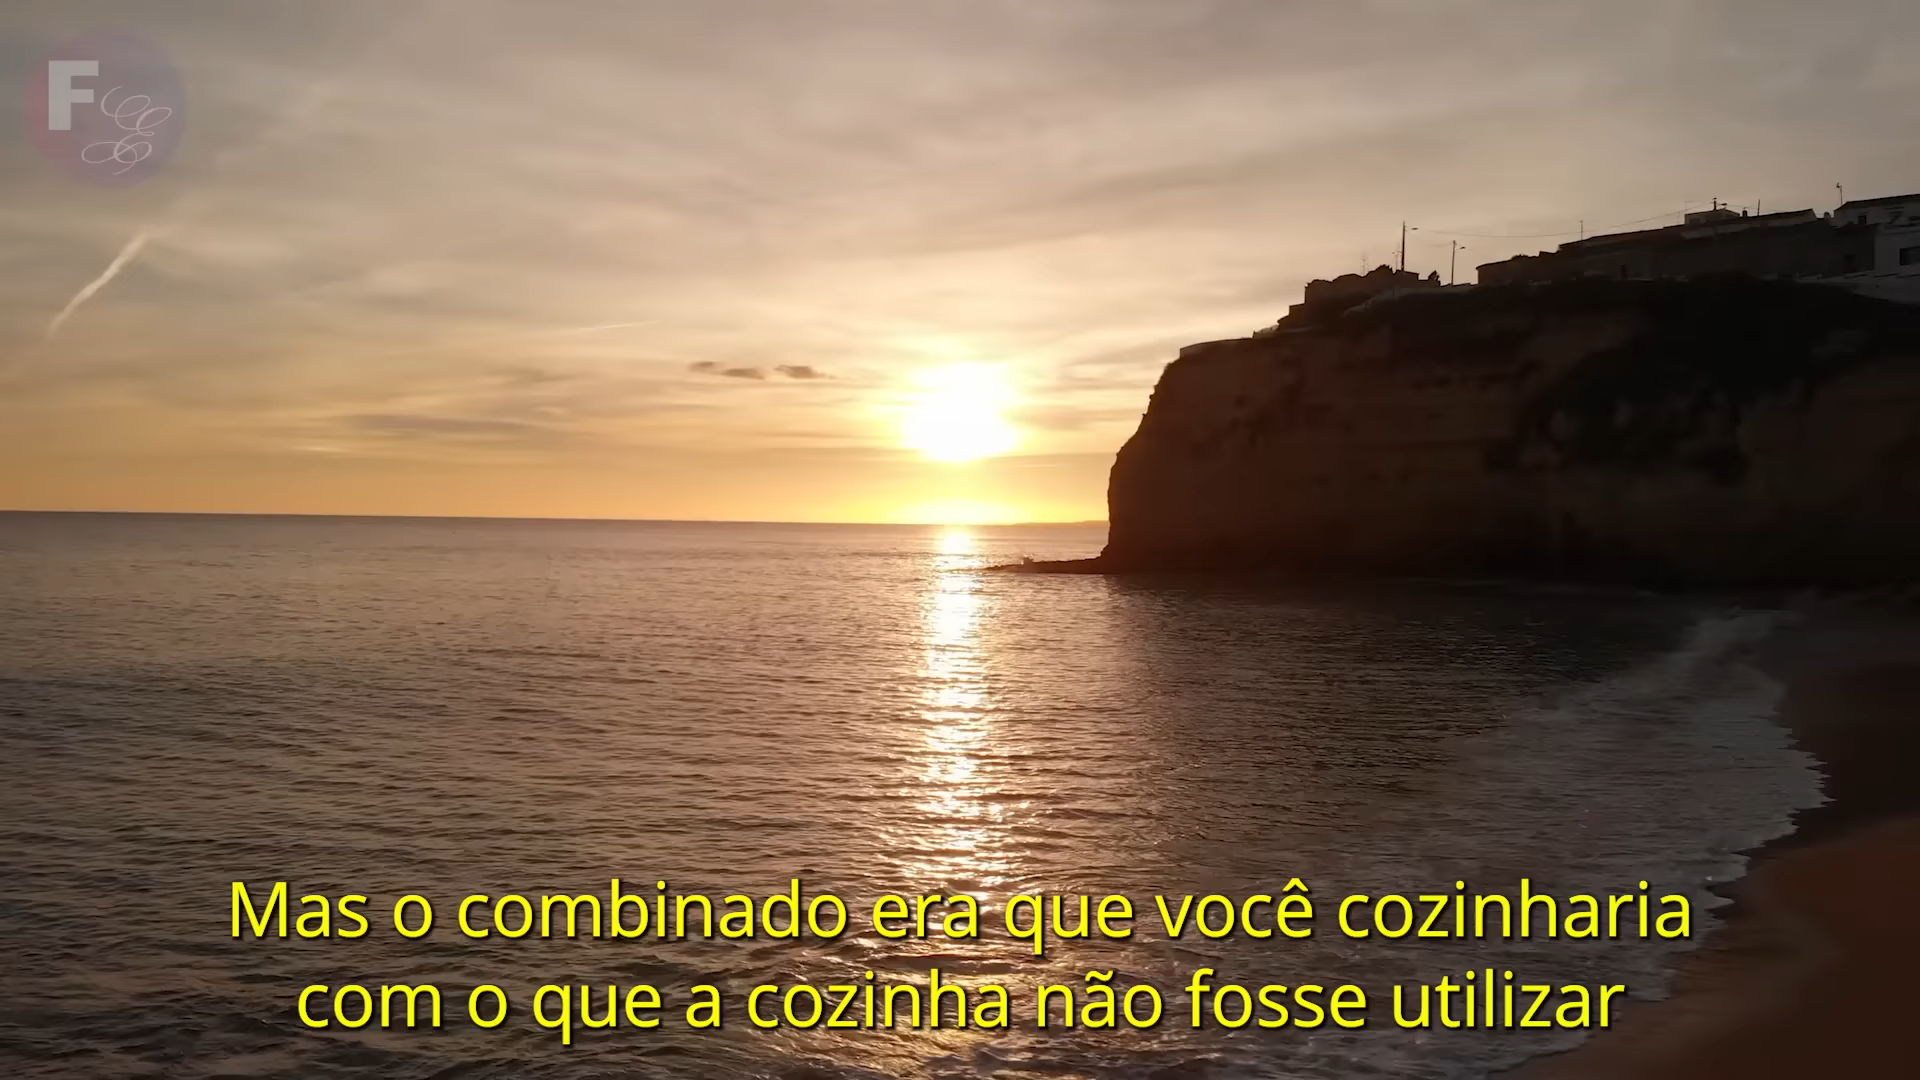 F
Mas o combinado era que você cozinharia
com o que a cozinha não fosse utilizar